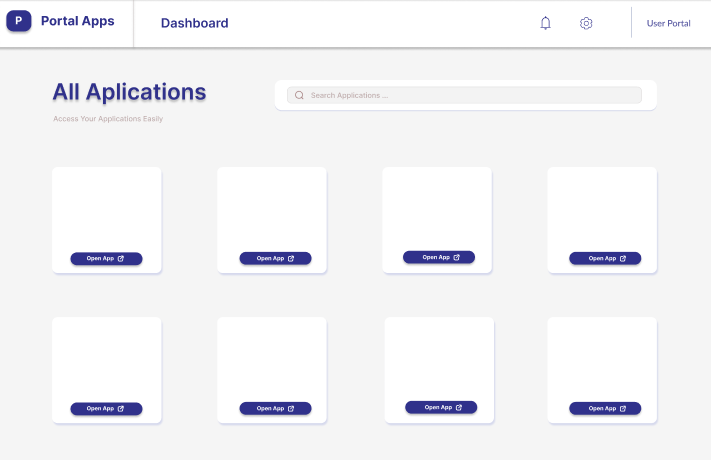 P Portal Apps
Dashboard
User Portal
All Aplications
Search Applications ...
Access Your Applications Easily
Open App
Open App
Open App
Open App
Open App
Open App
Open App
Open App